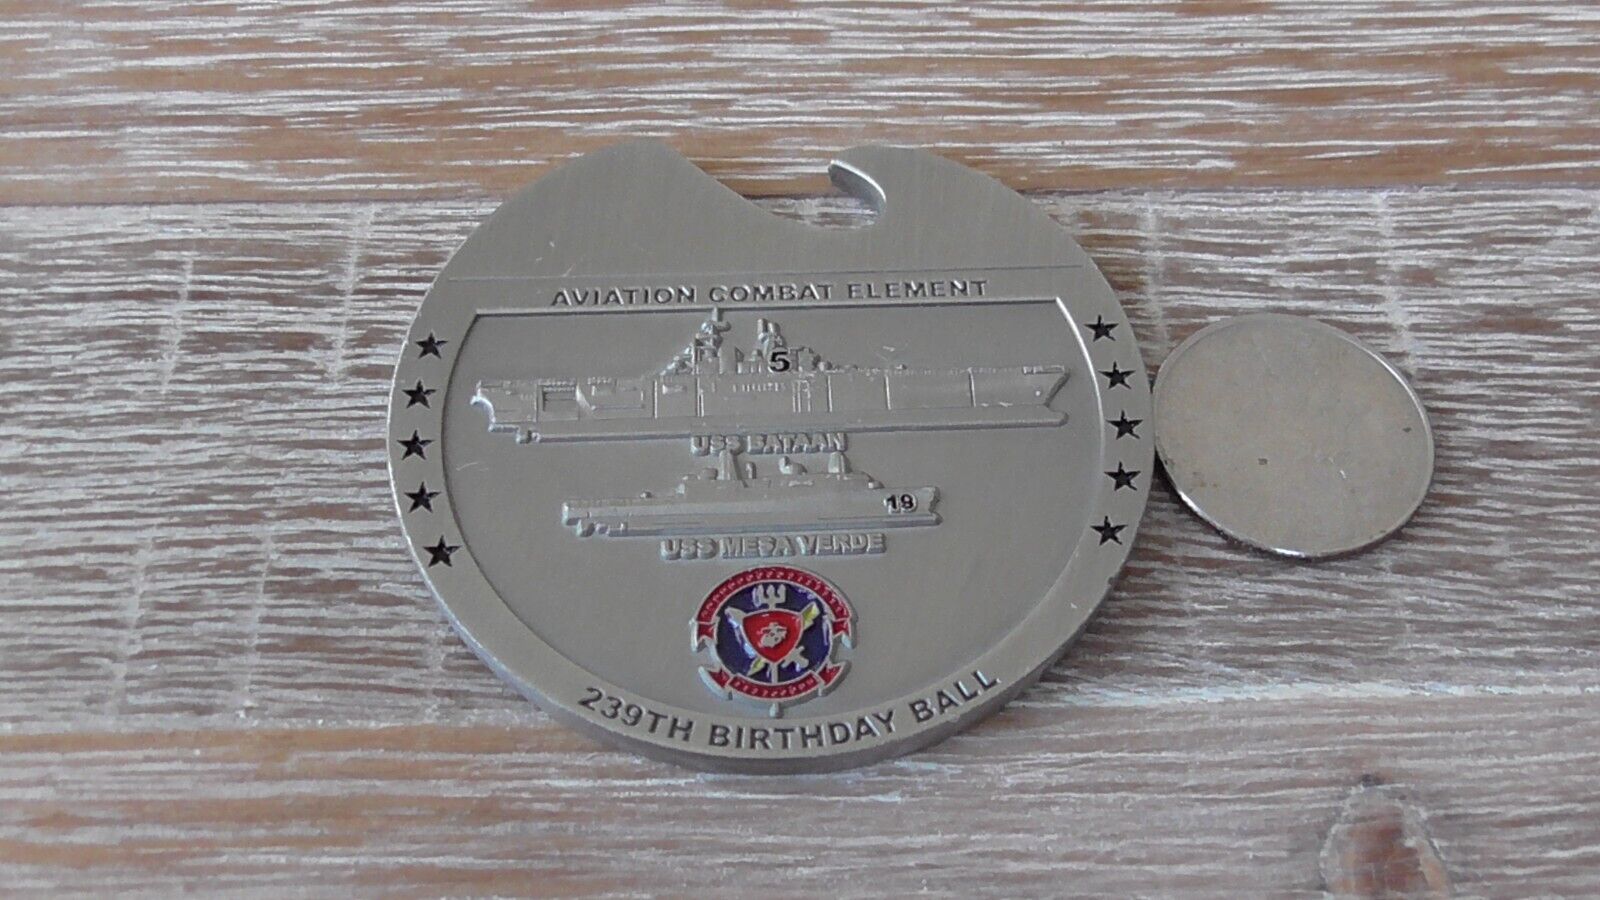 AVIATION COMBAT ELEMENT
5
USS BATAAN
19
USS MESA VERDE
239TH BIRTHDAY BALL